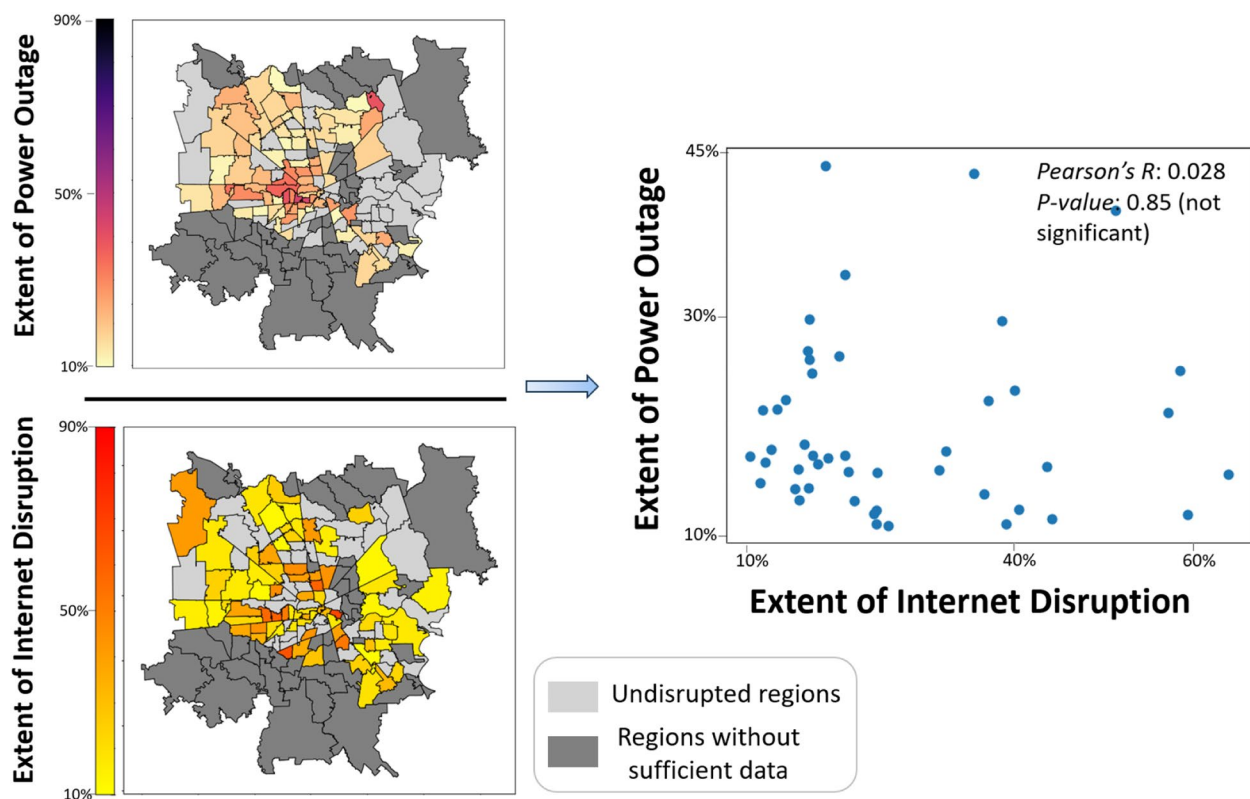 90%
Extent of Power Outage
50%
10%
90%
Extent of Internet Disruption
50%
10%
45%
Extent of Power Outage
30%
10%
Pearson's R: 0.028
P-value: 0.85 (not
significant)
10%
40%
60%
Extent of Internet Disruption
Undisrupted regions
Regions without
sufficient data